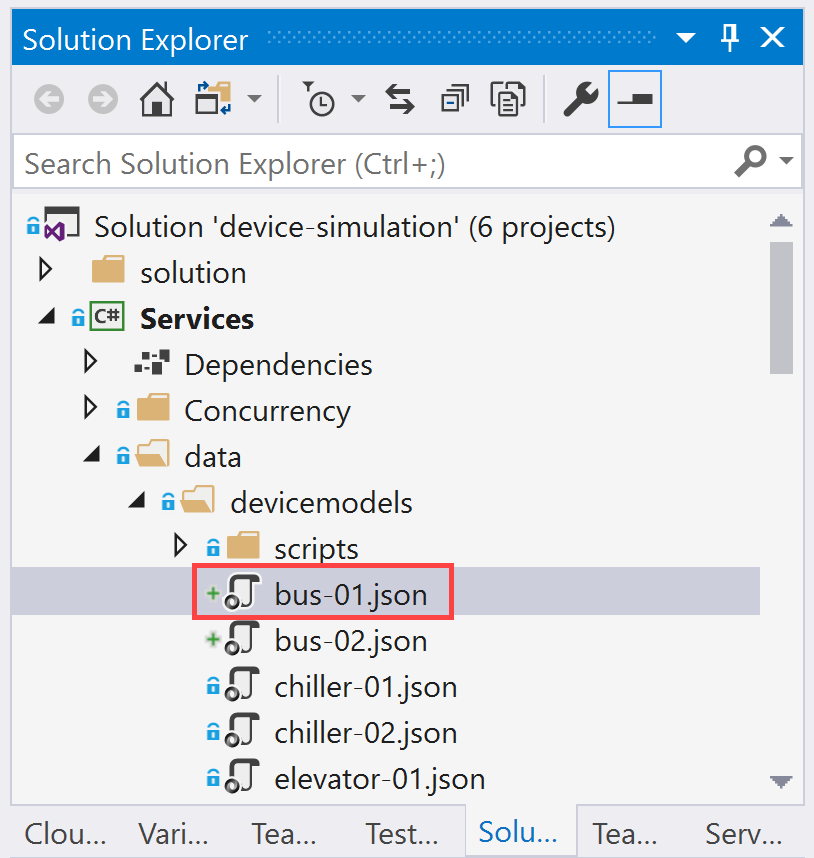 Solution Explorer
Search Solution Explorer (Ctrl+;)
Solution 'device-simulation' (6 projects)
solution
C# Services
Dependencies
Concurrency
data
devicemodels
scripts
bus-01.json
bus-02.json
chiller-01.json
chiller-02.json
elevator-01.json
Clou... Vari... Tea... Test... Solu... Tea... Serv...